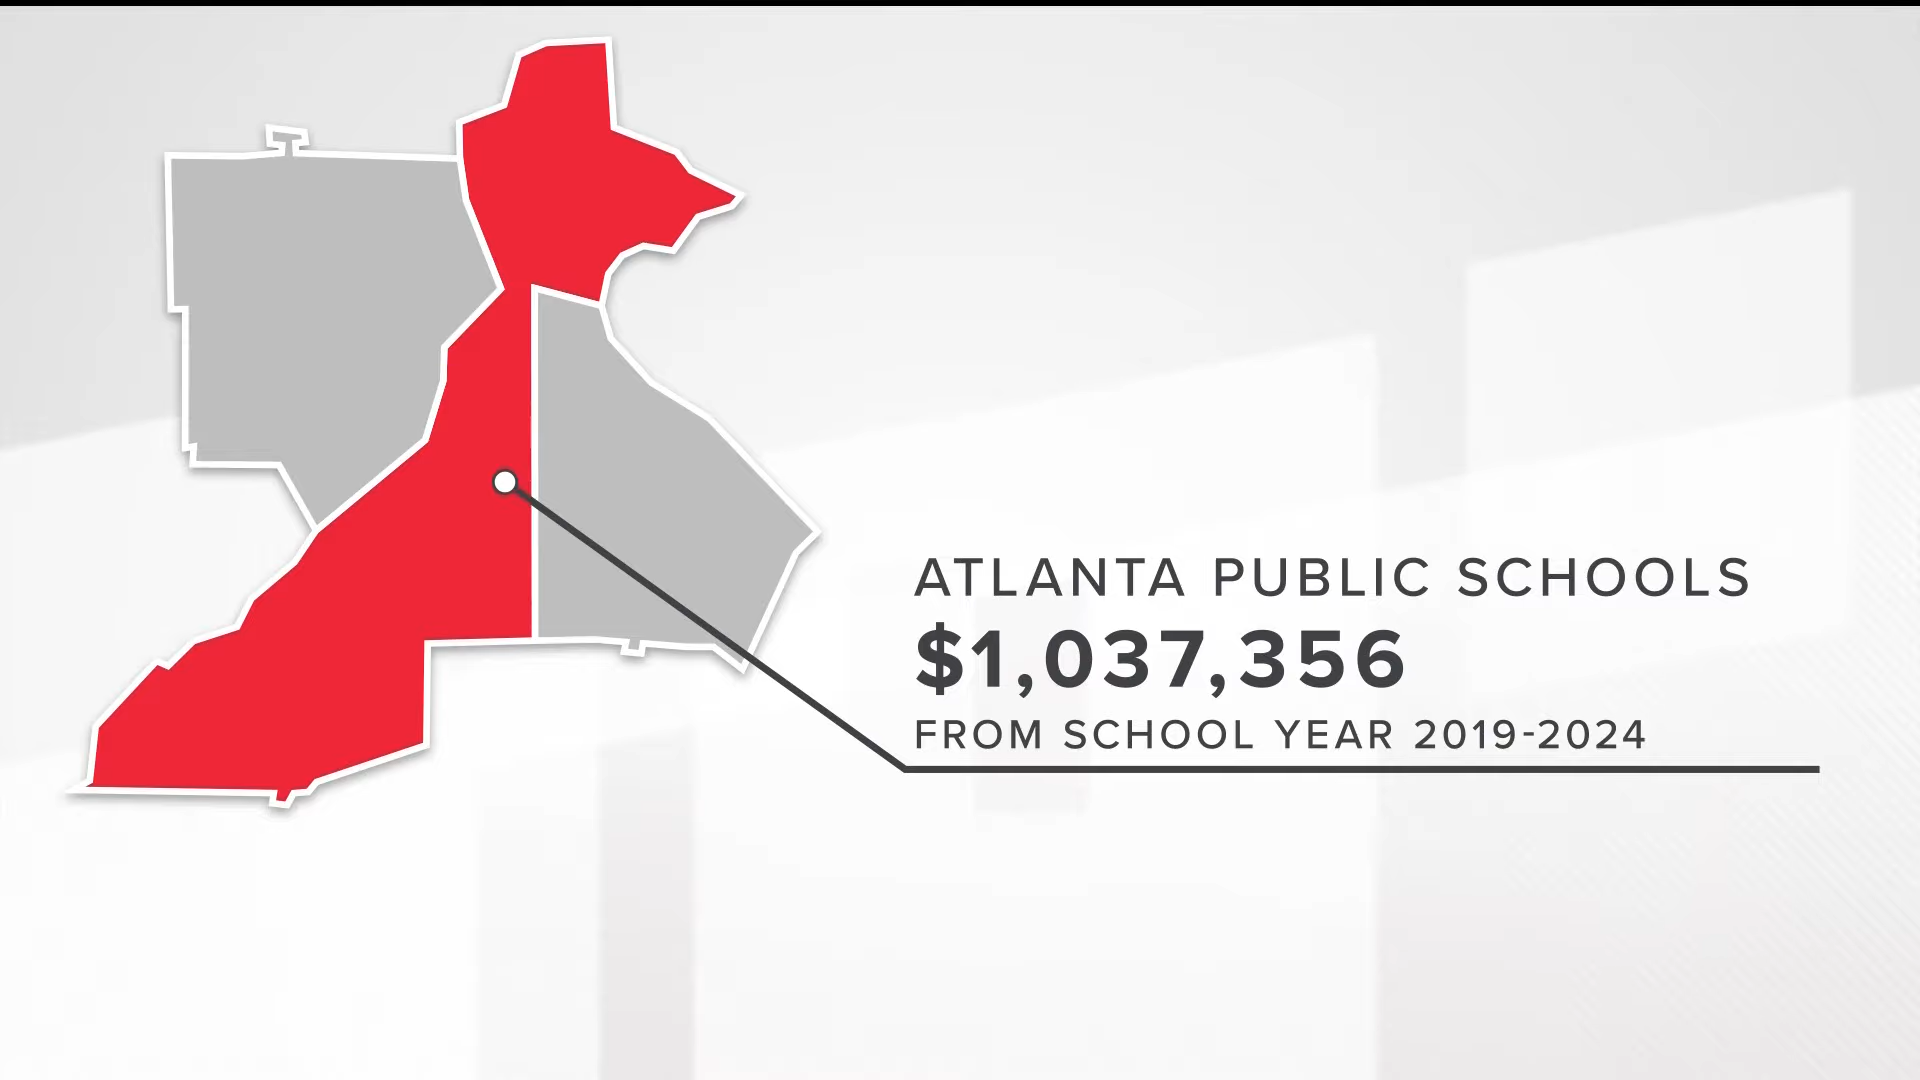 ATLANTA PUBLIC SCHOOLS
$1,037,356
FROM SCHOOL YEAR 2019-2024